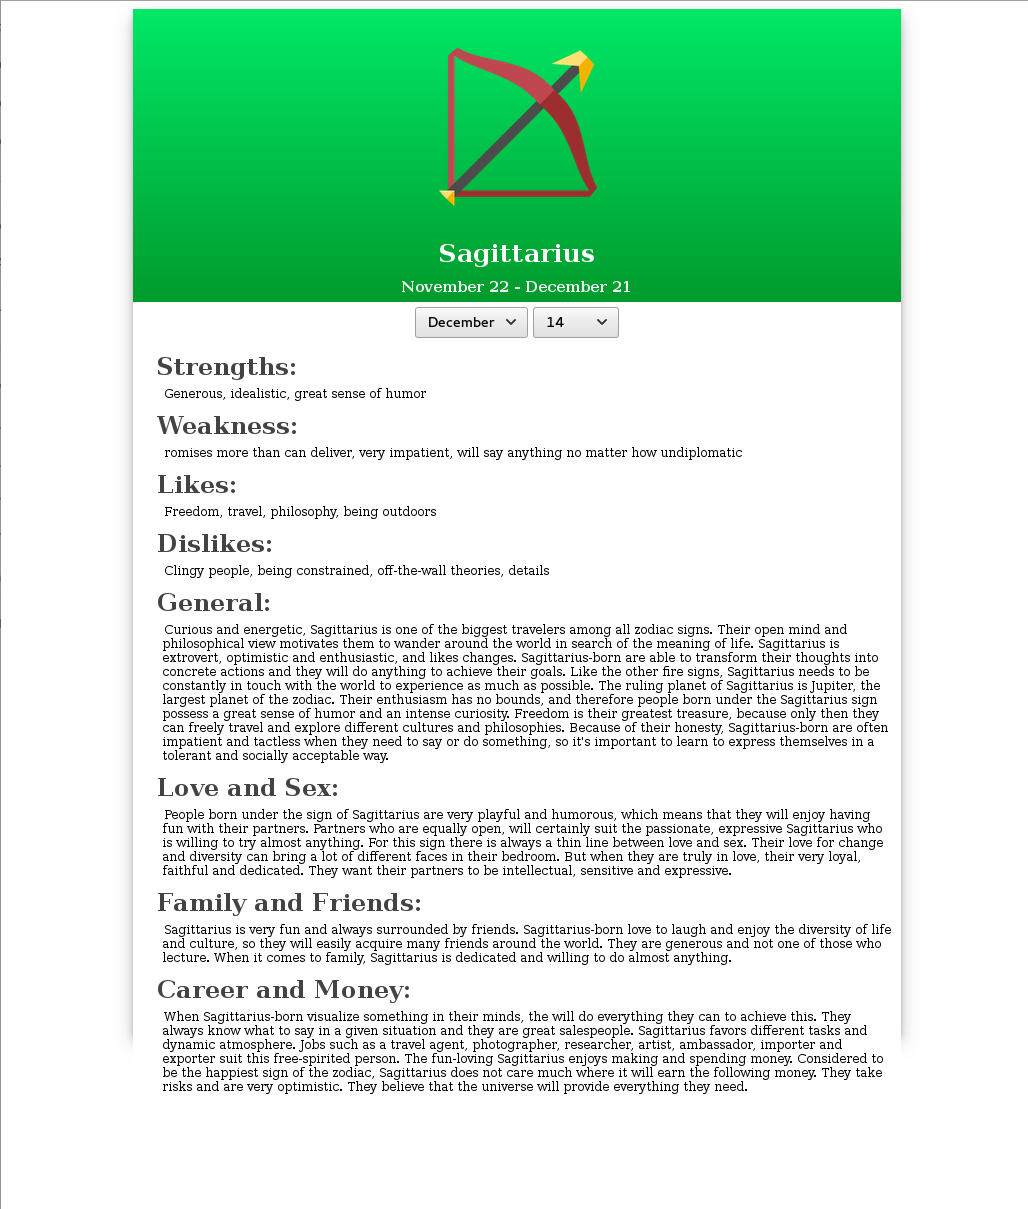 Sagittarius
November 22 - December 21
December 14
Strengths:
Generous, idealistic, great sense of humor
Weakness:
romises more than can deliver, very impatient, will say anything no matter how undiplomatic
Likes:
Freedom, travel, philosophy, being outdoors
Dislikes:
Clingy people, being constrained, off-the-wall theories, details
General:
Curious and energetic, Sagittarius is one of the biggest travelers among all zodiac signs. Their open mind and
philosophical view motivates them to wander around the world in search of the meaning of life. Sagittarius is
extrovert, optimistic and enthusiastic, and likes changes. Sagittarius-born are able to transform their thoughts into
concrete actions and they will do anything to achieve their goals. Like the other fire signs, Sagittarius needs to be
constantly in touch with the world to experience as much as possible. The ruling planet of Sagittarius is Jupiter, the
largest planet of the zodiac. Their enthusiasm has no bounds, and therefore people born under the Sagittarius sign
possess a great sense of humor and an intense curiosity. Freedom is their greatest treasure, because only then they
can freely travel and explore different cultures and philosophies. Because of their honesty, Sagittarius-born are often
impatient and tactless when they need to say or do something, so it's important to learn to express themselves in a
tolerant and socially acceptable way.
Love and Sex:
People born under the sign of Sagittarius are very playful and humorous, which means that they will enjoy having
fun with their partners. Partners who are equally open, will certainly suit the passionate, expressive Sagittarius who
is willing to try almost anything. For this sign there is always a thin line between love and sex. Their love for change
and diversity can bring a lot of different faces in their bedroom. But when they are truly in love, their very loyal,
faithful and dedicated. They want their partners to be intellectual, sensitive and expressive.
Family and Friends:
Sagittarius is very fun and always surrounded by friends. Sagittarius-born love to laugh and enjoy the diversity of life
and culture, so they will easily acquire many friends around the world. They are generous and not one of those who
lecture. When it comes to family, Sagittarius is dedicated and willing to do almost anything.
Career and Money:
When Sagittarius-born visualize something in their minds, the will do everything they can to achieve this. They
always know what to say in a given situation and they are great salespeople. Sagittarius favors different tasks and
dynamic atmosphere. Jobs such as a travel agent, photographer, researcher, artist, ambassador, importer and
exporter suit this free-spirited person. The fun-loving Sagittarius enjoys making and spending money. Considered to
be the happiest sign of the zodiac, Sagittarius does not care much where it will earn the following money. They take
risks and are very optimistic. They believe that the universe will provide everything they need.